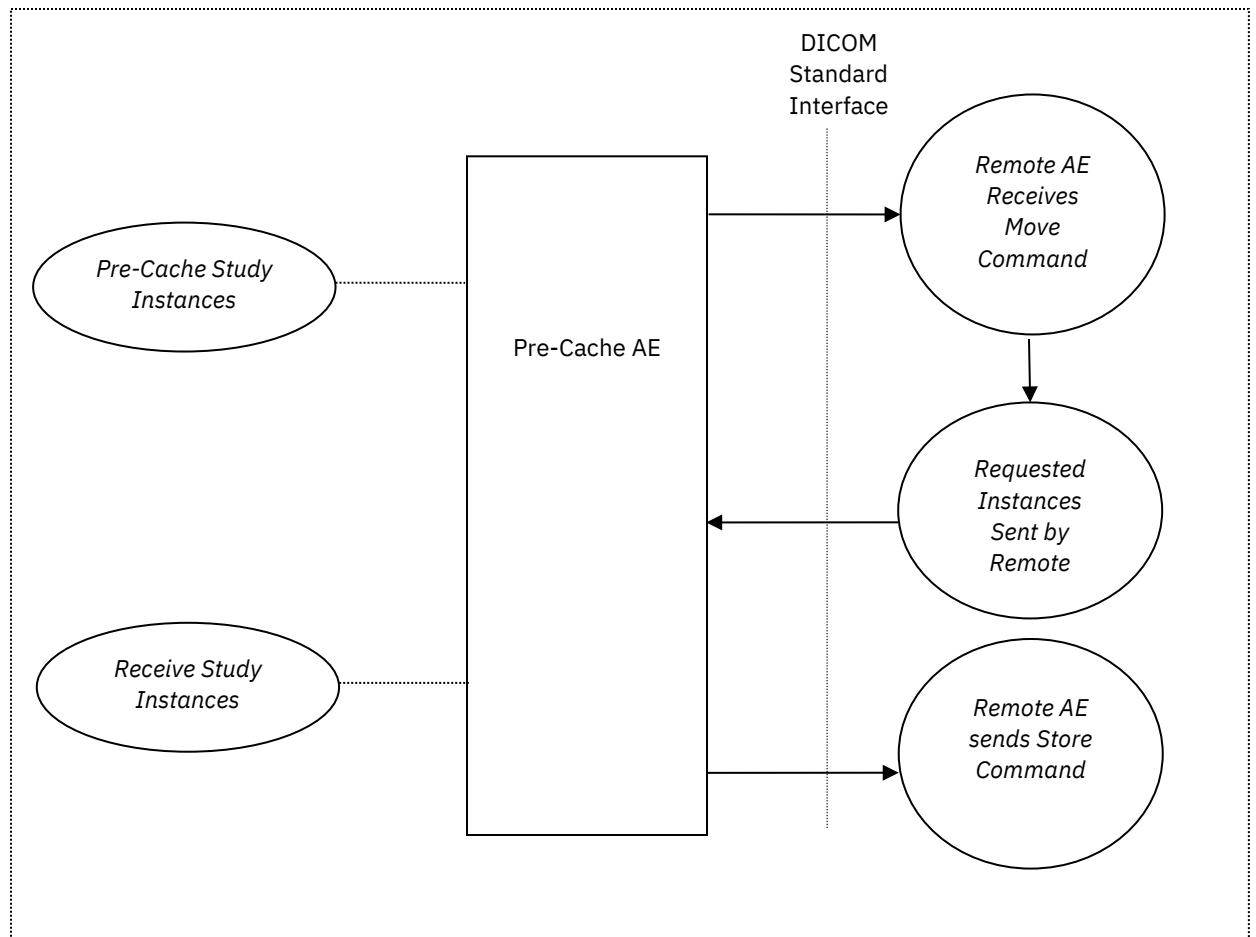 DICOM
Standard
Interface
Remote AE
Receives
Move
Command
Pre-Cache Study
Instances
Pre-Cache AE
Requested
Instances
Sent by
Remote
Receive Study
Instances
Remote AE
sends Store
Command